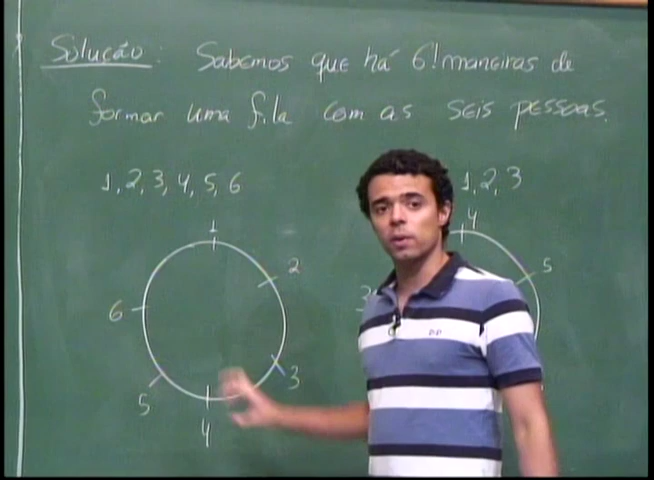 Solução: Sabemos que há 6! maneiras de
formar uma fila com as seis pessoas.
1, 2, 3, 4, 5, 6
1, 2, 3
1
4
2
5
6
3
5
3
4